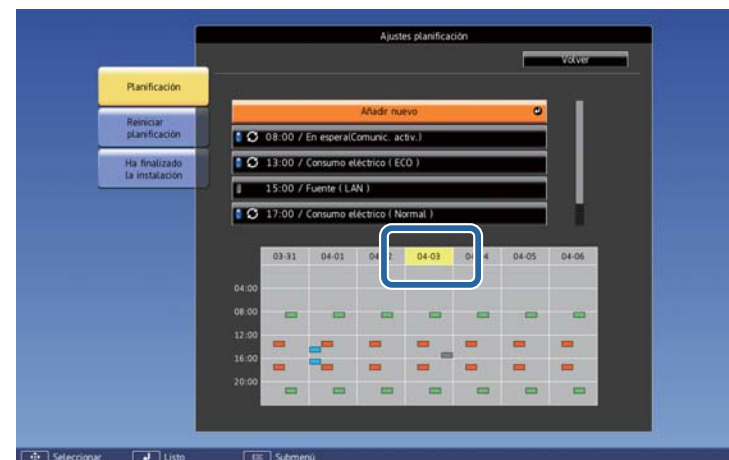 Ajustes planificación
Volver
Planificación
Reiniciar
planificación
Ha finalizado
la instalación
Añadir nuevo
08:00 / En espera(Comunic. activ.)
13:00 / Consumo eléctrico ( ECO )
15:00 / Fuente ( LAN )
17:00 / Consumo eléctrico ( Normal )
03-31 04-01 04-03 04-05 04-06
04:00
08:00
12:00
16:00
20:00
Seleccionar Listo Esc Submenú